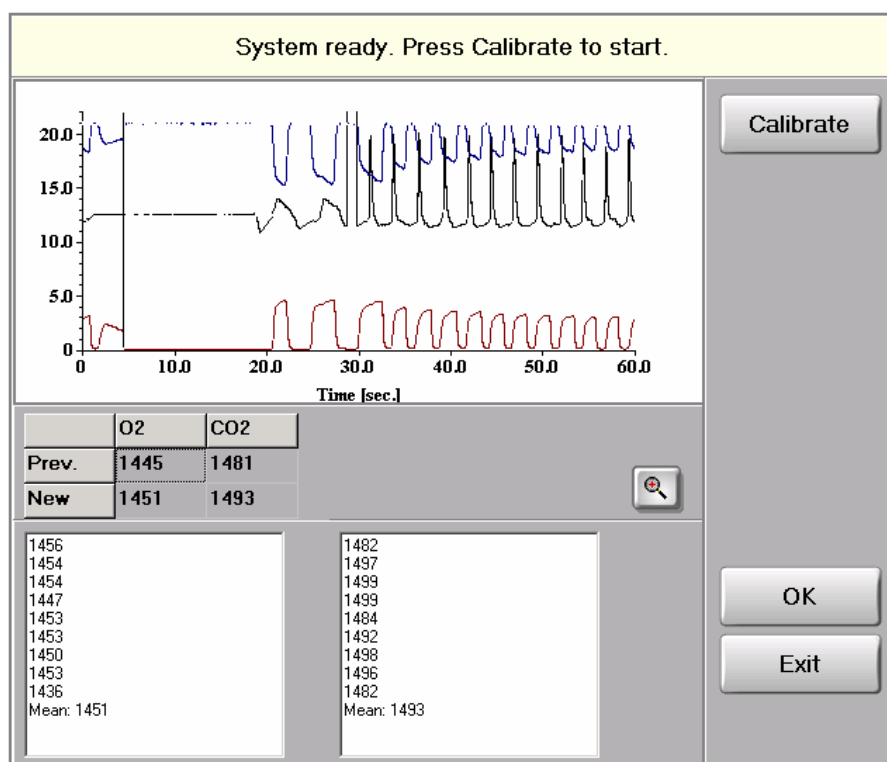 System ready. Press Calibrate to start.
Calibrate
20.0
15.0
10.0
5.0
0
0 10.0 20.0 30.0 40.0 50.0 60.0
Time [sec.]
O2 CO2
Prev. 1445 1481
New 1451 1493
1456
1454
1454
1447
1453
1453
1450
1453
1436
Mean: 1451
1482
1497
1499
1499
1484
1492
1498
1496
1482
Mean: 1493
OK
Exit